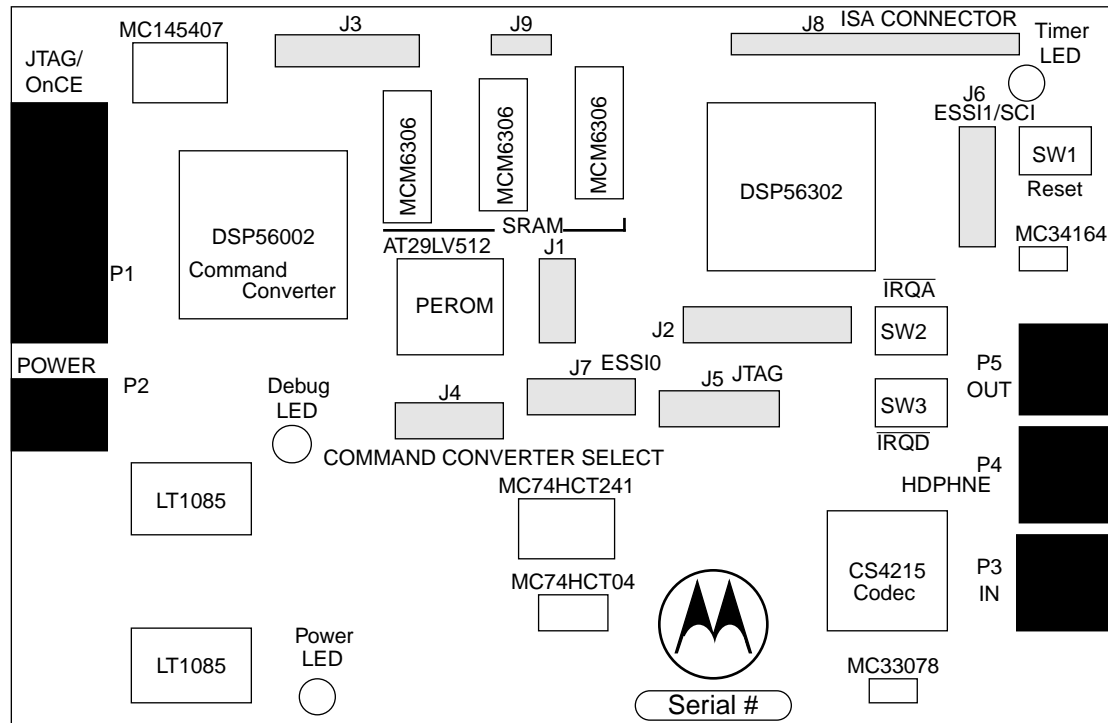 MC145407
J3
J9
J8
ISA CONNECTOR
Timer
LED
JTAG/
OnCE
J6
ESSI1/SCI
MCM6306
MCM6306
MCM6306
SW1
Reset
DSP56302
DSP56002
Command
Converter
SRAM
AT29LV512
J1
MC34164
P1
PEROM
IRQA
J2
SW2
POWER
P2
Debug
LED
J4
J7
ESSI0
J5
JTAG
SW3
IRQD
P5
OUT
COMMAND CONVERTER SELECT
P4
HDPHNE
LT1085
MC74HCT241
CS4215
Codec
P3
IN
MC74HCT04
LT1085
Power
LED
MC33078
Serial #